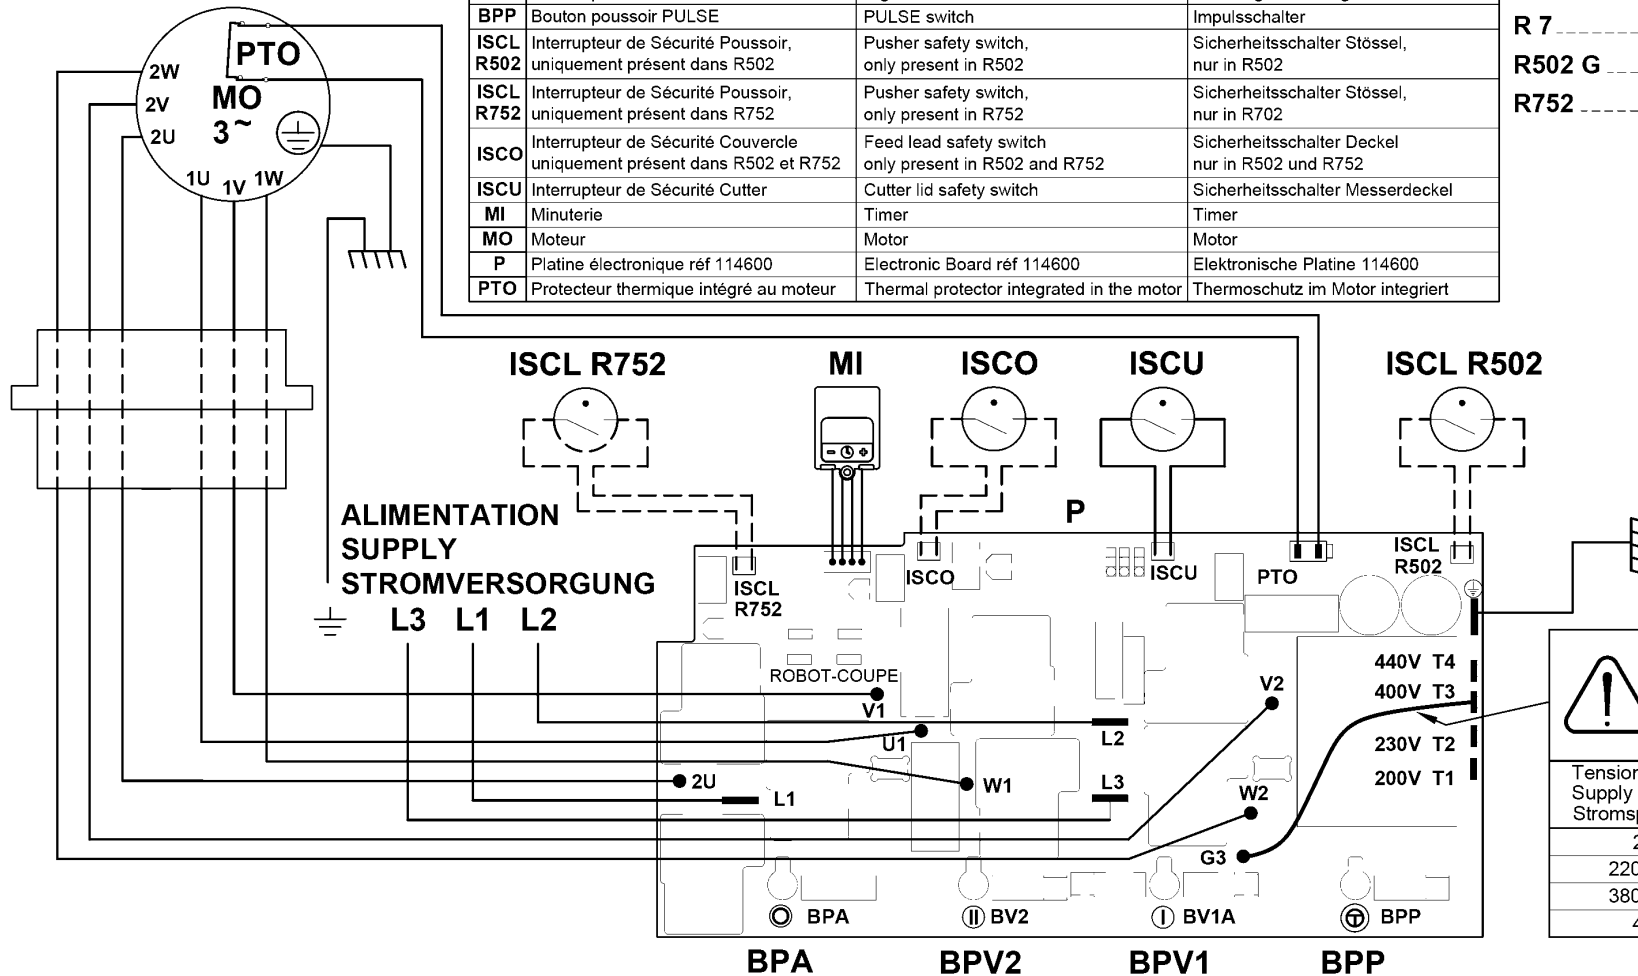 BPP Bouton poussoir PULSE PULSE switch Impulsschalter
ISCL R502 Interrupteur de Sécurité Poussoir, Pusher safety switch, Sicherheitsschalter Stössel,
uniquement présent dans R502 only present in R502 nur in R502
ISCL R752 Interrupteur de Sécurité Poussoir, Pusher safety switch, Sicherheitsschalter Stössel,
uniquement présent dans R752 only present in R752 nur in R702
ISCO Interrupteur de Sécurité Couvercle Feed lead safety switch Sicherheitsschalter Deckel
uniquement présent dans R502 et R752 only present in R502 and R752 nur in R502 und R752
ISCU Interrupteur de Sécurité Cutter Cutter lid safety switch Sicherheitsschalter Messerdeckel
MI Minuterie Timer Timer
MO Moteur Motor Motor
P Platine électronique réf 114600 Electronic Board réf 114600 Elektronische Platine 114600
PTO Protecteur thermique intégré au moteur Thermal protector integrated in the motor Thermoschutz im Motor integriert
R 7
R502 G
R752
PTO
MO
3~
2W
2V
2U
1U
1V
1W
ISCL R752
MI
ISCO
ISCU
ISCL R502
ALIMENTATION
SUPPLY
STROMVERSORGUNG
L3 L1 L2
P
ISCL
R752
ISCO
ISCU
PTO
ISCL
R502
ROBOT-COUPE
V1
U1
2U
L1
W1
L2
L3
V2
W2
G3
440V T4
400V T3
230V T2
200V T1
BPA
BV2
BV1A
BPP
BPA
BPV2
BPV1
BPP
!
Tension
Supply
Stromsp
2
220
380
4